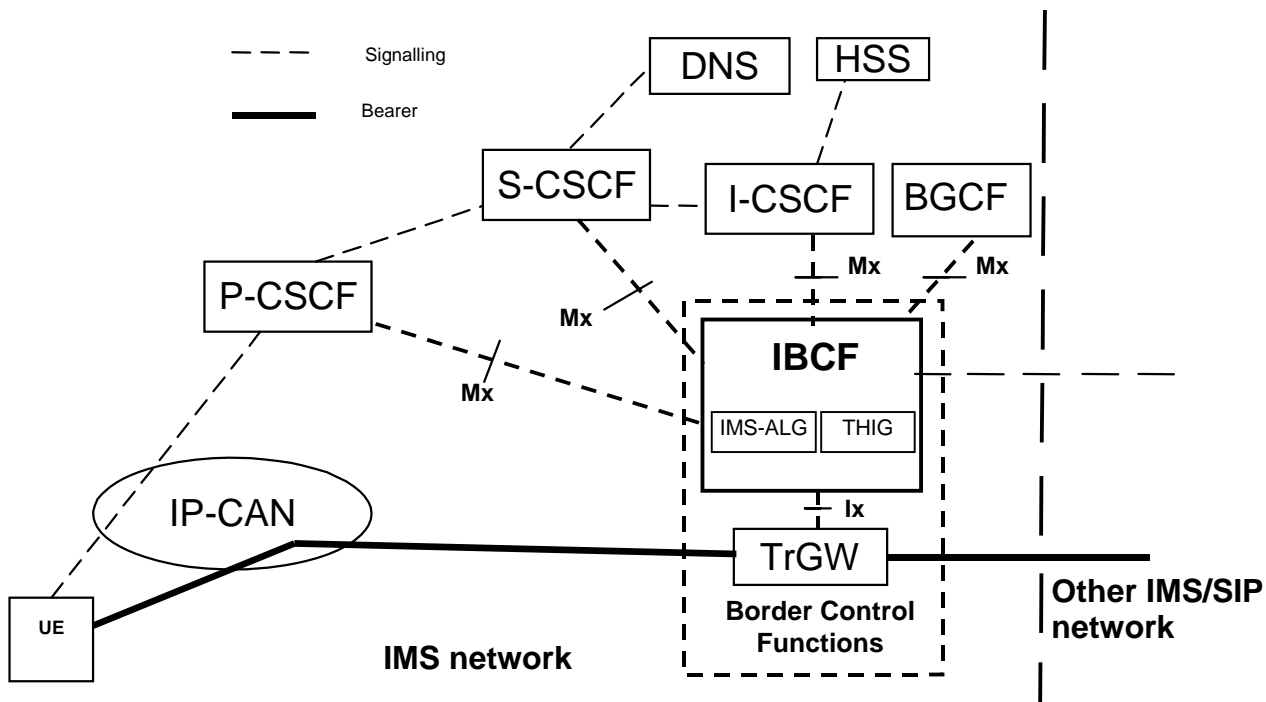 Signalling
Bearer
DNS
HSS
S-CSCF
I-CSCF
BGCF
P-CSCF
Mx
Mx
Mx
Mx
IBCF
IMS-ALG
THIG
Ix
IP-CAN
TrGW
UE
Border Control
Functions
Other IMS/SIP
network
IMS network